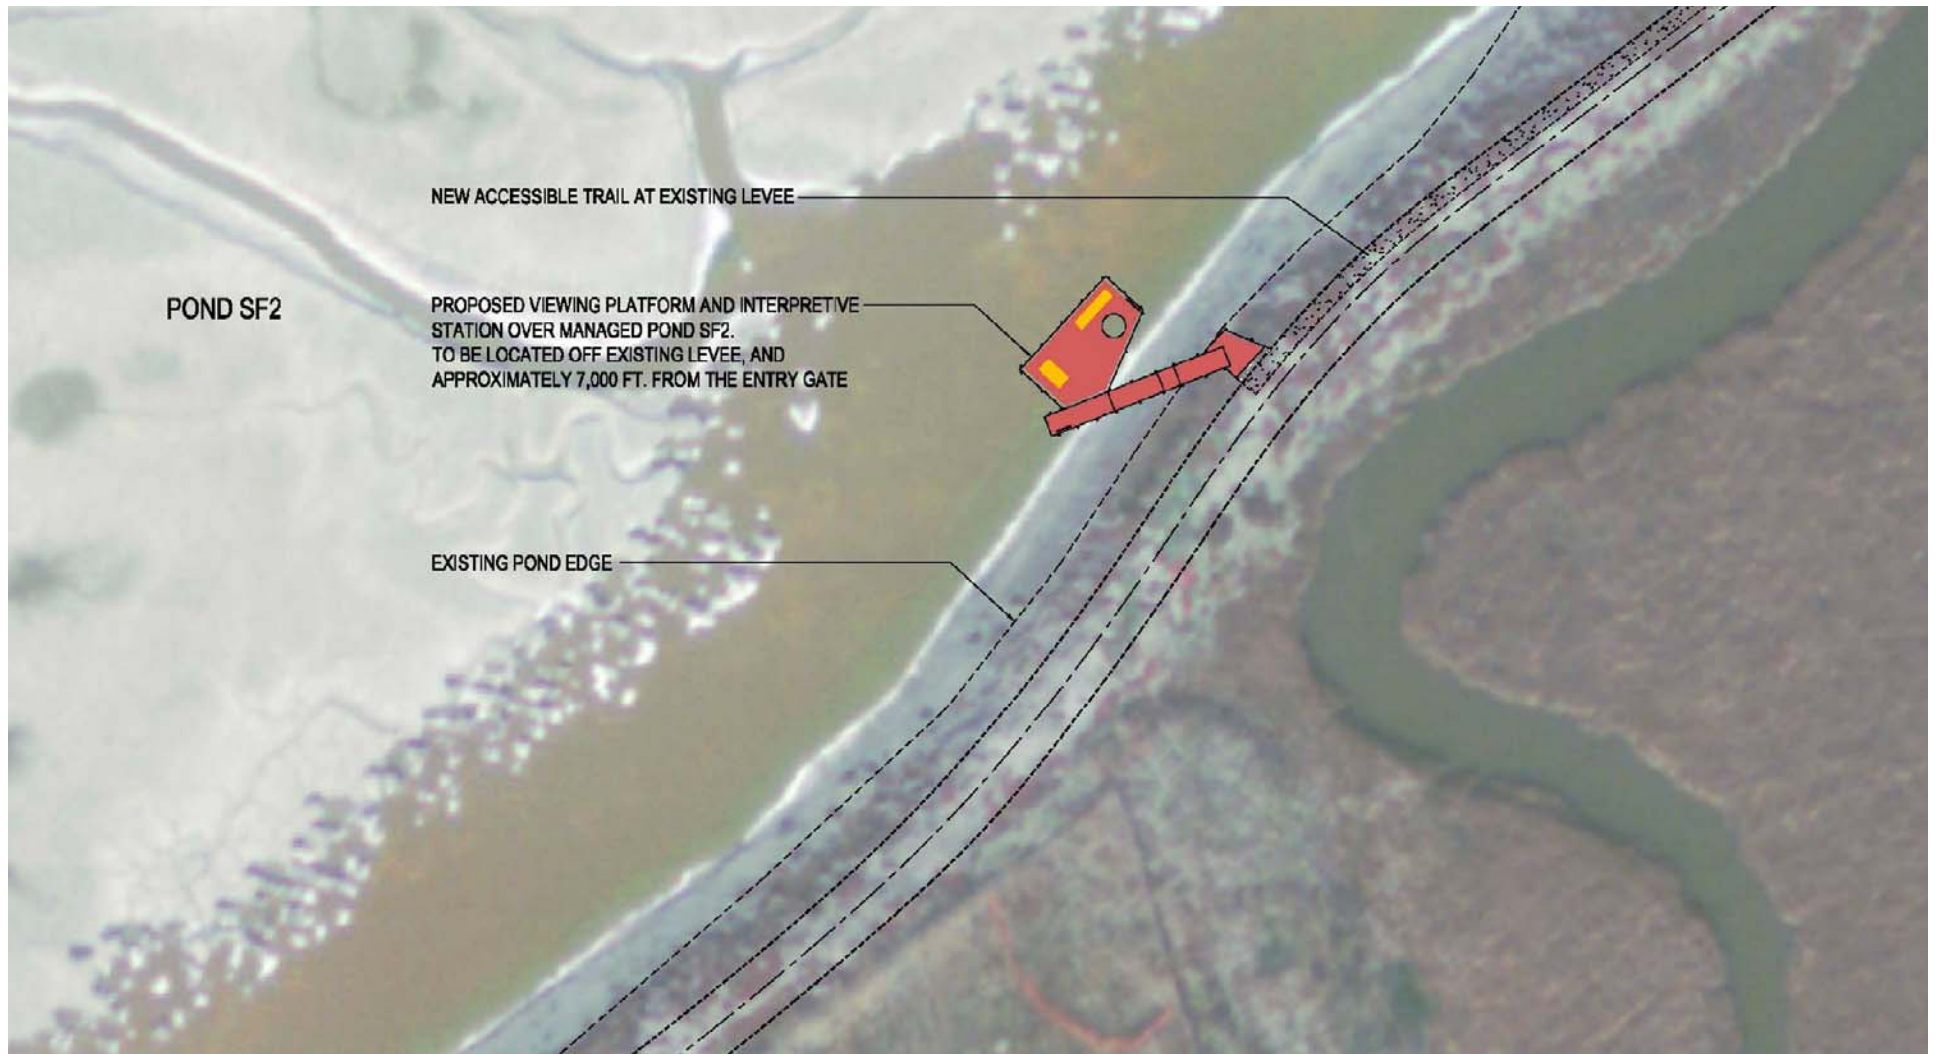 NEW ACCESSIBLE TRAIL AT EXISTING LEVEE
POND SF2
PROPOSED VIEWING PLATFORM AND INTERPRETIVE
STATION OVER MANAGED POND SF2.
TO BE LOCATED OFF EXISTING LEVEE, AND
APPROXIMATELY 7,000 FT. FROM THE ENTRY GATE
EXISTING POND EDGE